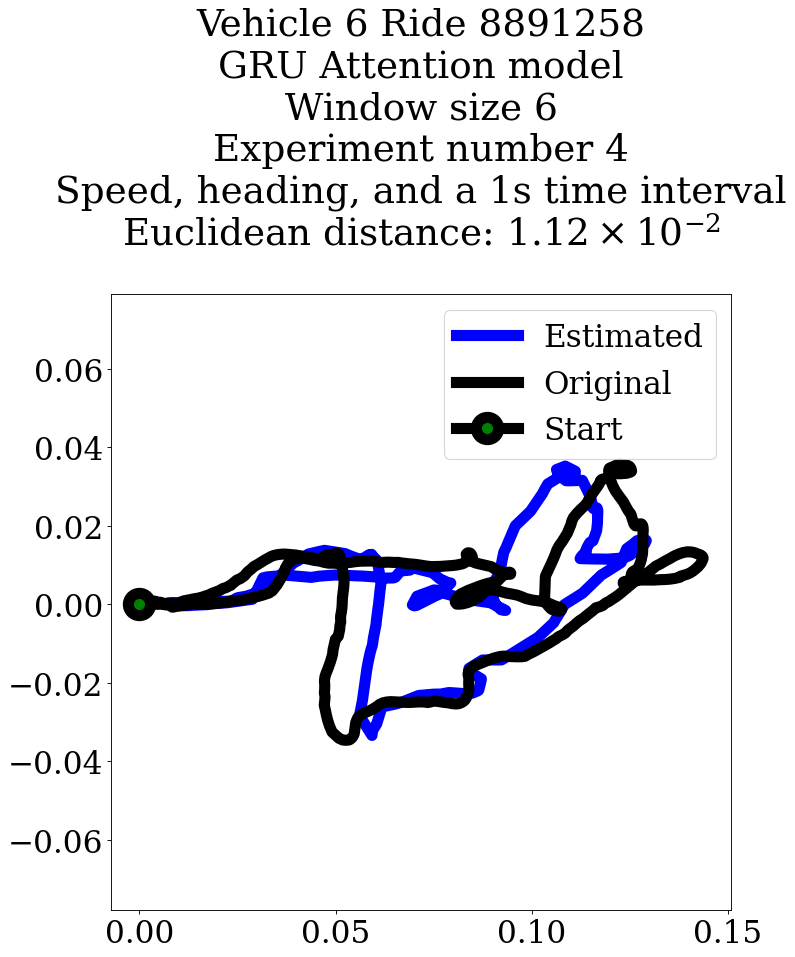 Vehicle 6 Ride 8891258
GRU Attention model
Window size 6
Experiment number 4
Speed, heading, and a 1s time interval
Euclidean distance: 1.12 × 10⁻²
Estimated
Original
Start
0.06
0.04
0.02
0.00
−0.02
−0.04
−0.06
0.00 0.05 0.10 0.15